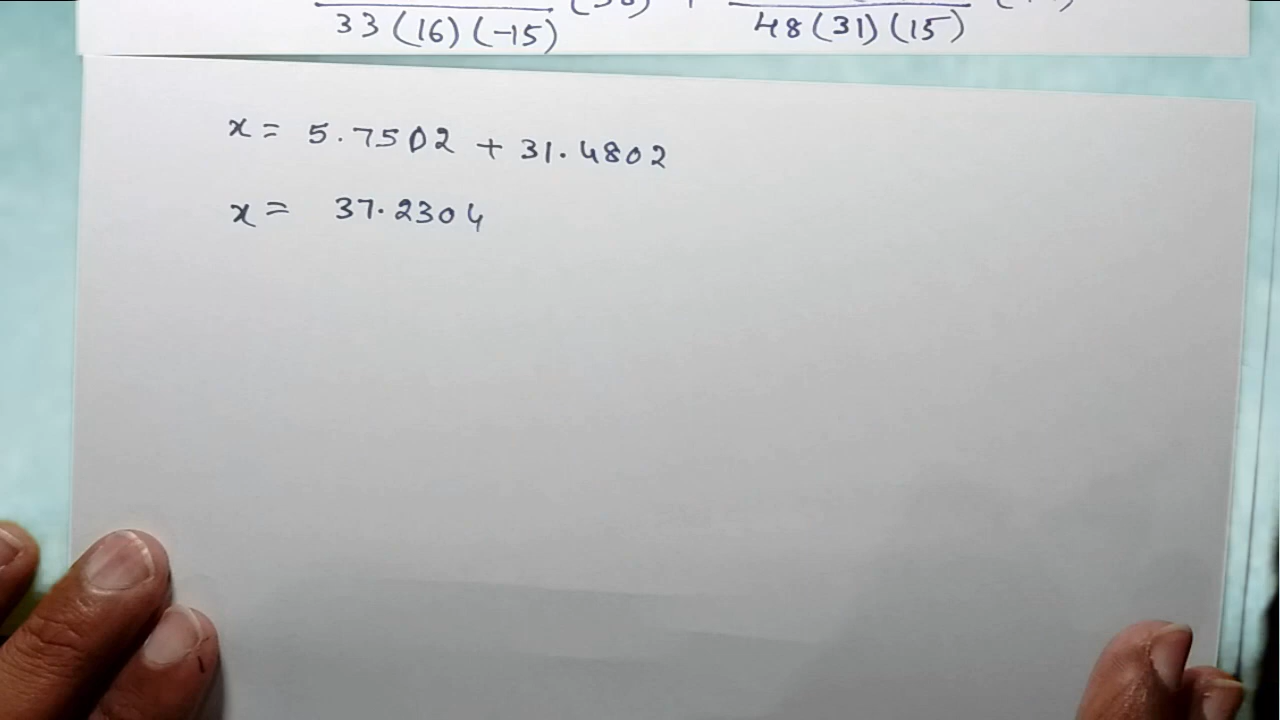 33 (16) (-15) 48 (31) (15)
x = 5.7502 + 31.4802
x = 37.2304